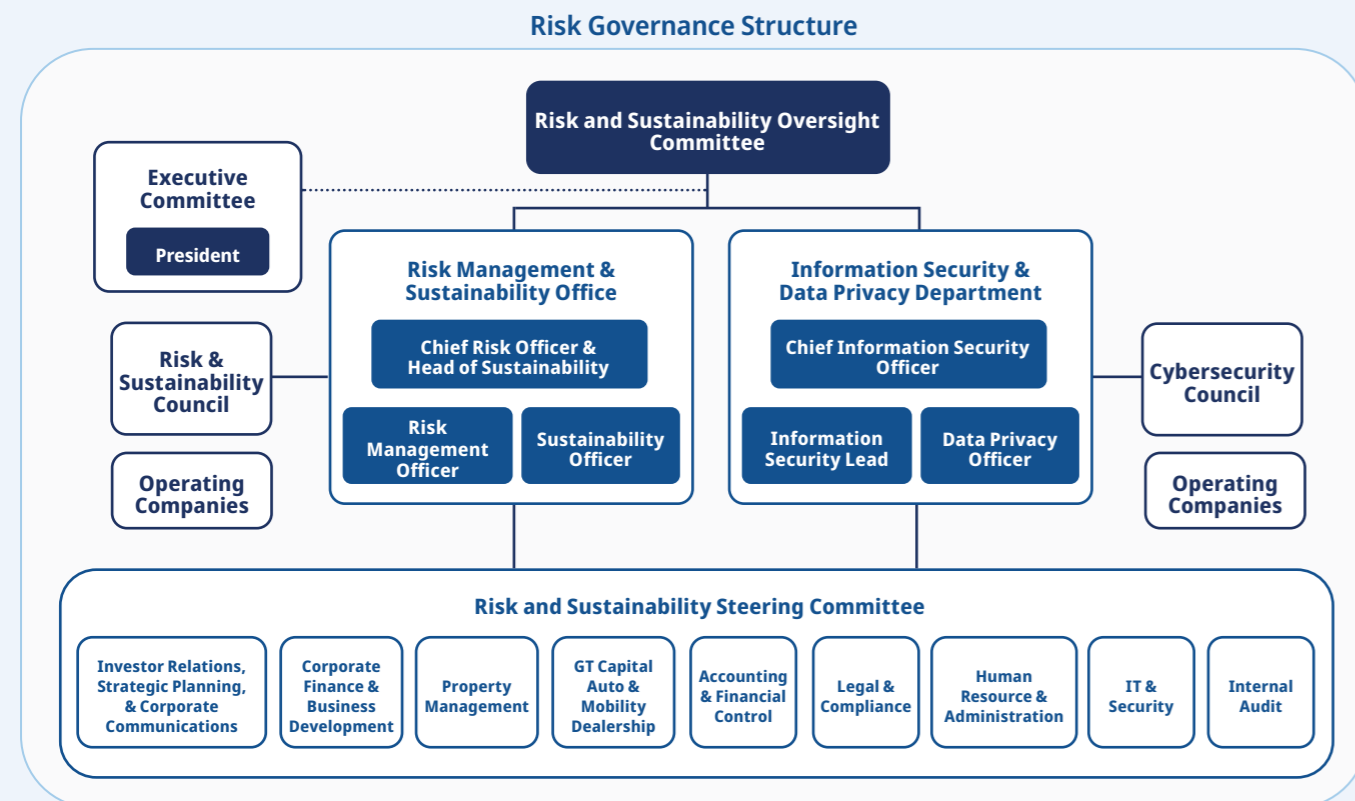 Risk Governance Structure
Risk and Sustainability Oversight
Committee
Executive
Committee
President
Risk Management &
Sustainability Office
Chief Risk Officer &
Head of Sustainability
Risk
Management
Officer
Sustainability
Officer
Information Security &
Data Privacy Department
Chief Information Security
Officer
Information
Security Lead
Data Privacy
Officer
Risk &
Sustainability
Council
Operating
Companies
Cybersecurity
Council
Operating
Companies
Risk and Sustainability Steering Committee
Investor Relations,
Strategic Planning,
& Corporate
Communications
Corporate
Finance &
Business
Development
Property
Management
GT Capital
Auto &
Mobility
Dealership
Accounting
& Financial
Control
Legal &
Compliance
Human
Resource &
Administration
IT &
Security
Internal
Audit